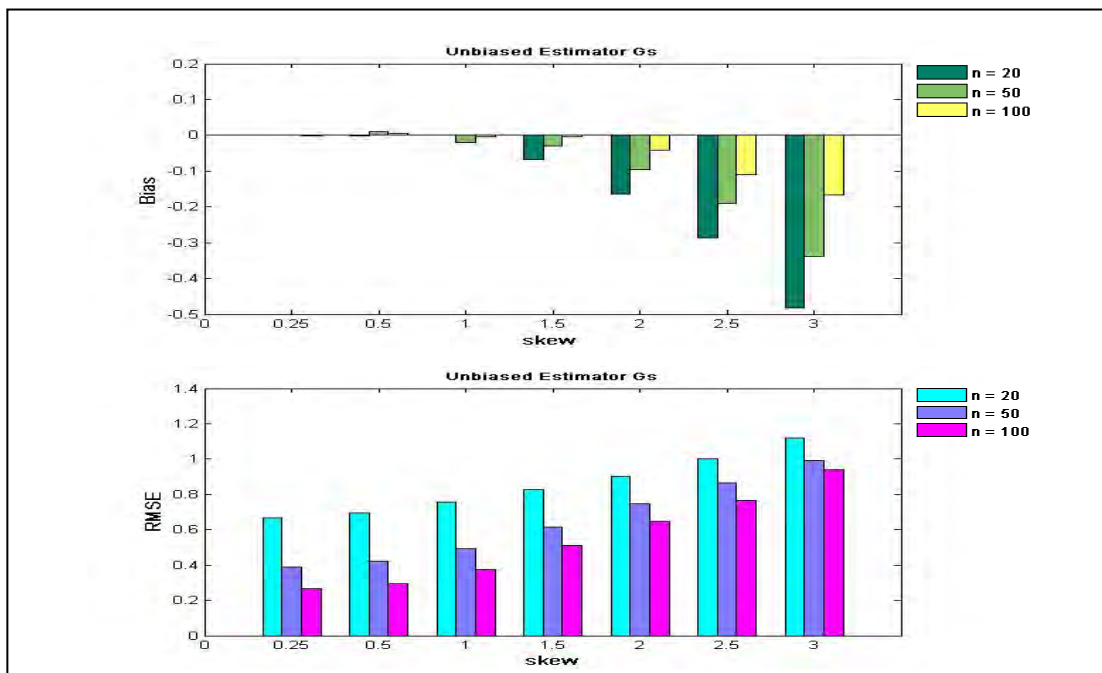 Unbiased Estimator Gs
0.2
0.1
0
-0.1
-0.2
-0.3
-0.4
-0.5
Bias
0 0.25 0.5 1 1.5 2 2.5 3
skew
n = 20
n = 50
n = 100
Unbiased Estimator Gs
1.4
1.2
1
0.8
0.6
0.4
0.2
0
RMSE
0 0.25 0.5 1 1.5 2 2.5 3
skew
n = 20
n = 50
n = 100